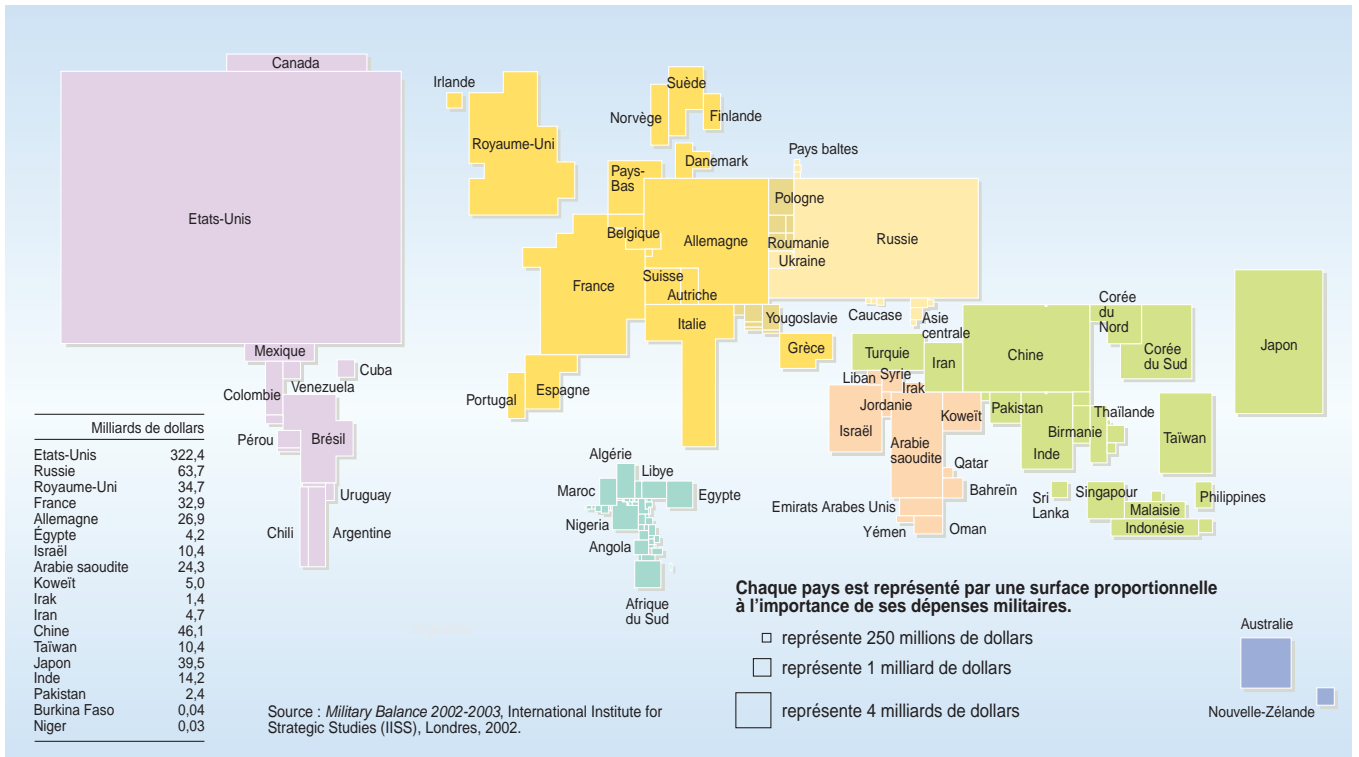 Canada
Etats-Unis
Mexique
Cuba
Venezuela
Colombie
Pérou
Brésil
Uruguay
Chili
Argentine
Irlande
Royaume-Uni
Suède
Norvège
Finlande
Danemark
Pays-
Bas
Pays baltes
Pologne
Belgique
Allemagne
Roumanie
Ukraine
Russie
France
Suisse
Autriche
Italie
Yougoslavie
Grèce
Espagne
Portugal
Caucase
Asie
centrale
Turquie
Iran
Chine
Corée
du
Nord
Corée
du Sud
Japon
Liban
Syrie
Irak
Jordanie
Israël
Koweït
Arabie
saoudite
Qatar
Bahreïn
Emirats Arabes Unis
Yémen
Oman
Pakistan
Inde
Birmanie
Thaïlande
Taïwan
Sri
Lanka
Singapour
Malaisie
Indonésie
Philippines
Algérie
Libye
Maroc
Egypte
Nigeria
Angola
Afrique
du Sud
Australie
Nouvelle-Zélande
Milliards de dollars
Etats-Unis 322,4
Russie 63,7
Royaume-Uni 34,7
France 32,9
Allemagne 26,9
Égypte 4,2
Israël 10,4
Arabie saoudite 24,3
Koweït 5,0
Irak 1,4
Iran 4,7
Chine 46,1
Taïwan 10,4
Japon 39,5
Inde 14,2
Pakistan 2,4
Burkina Faso 0,04
Niger 0,03
Source : Military Balance 2002-2003, International Institute for
Strategic Studies (IISS), Londres, 2002.
Chaque pays est représenté par une surface proportionnelle
à l'importance de ses dépenses militaires.
représente 250 millions de dollars
représente 1 milliard de dollars
représente 4 milliards de dollars